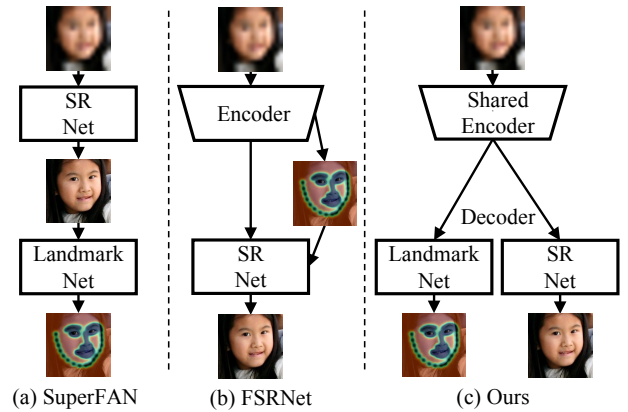 SR
Net
Landmark
Net
(a) SuperFAN
Encoder
SR
Net
(b) FSRNet
Shared
Encoder
Decoder
Landmark
Net
SR
Net
(c) Ours